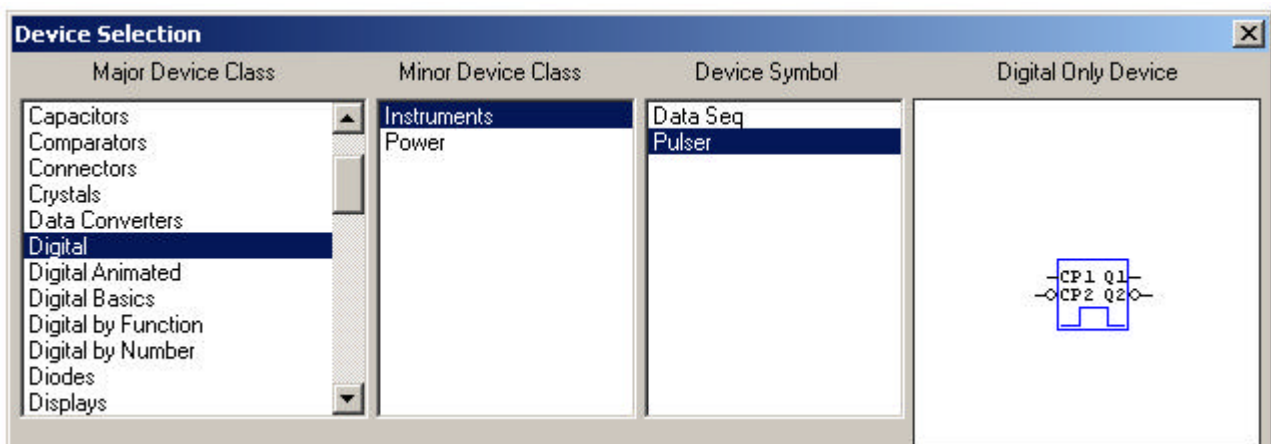 Device Selection
Major Device Class
Minor Device Class
Device Symbol
Digital Only Device
Capacitors
Comparators
Connectors
Crystals
Data Converters
Digital
Digital Animated
Digital Basics
Digital by Function
Digital by Number
Diodes
Displays
Instruments
Power
Data Seq
Pulser
CP1 Q1
CP2 Q2